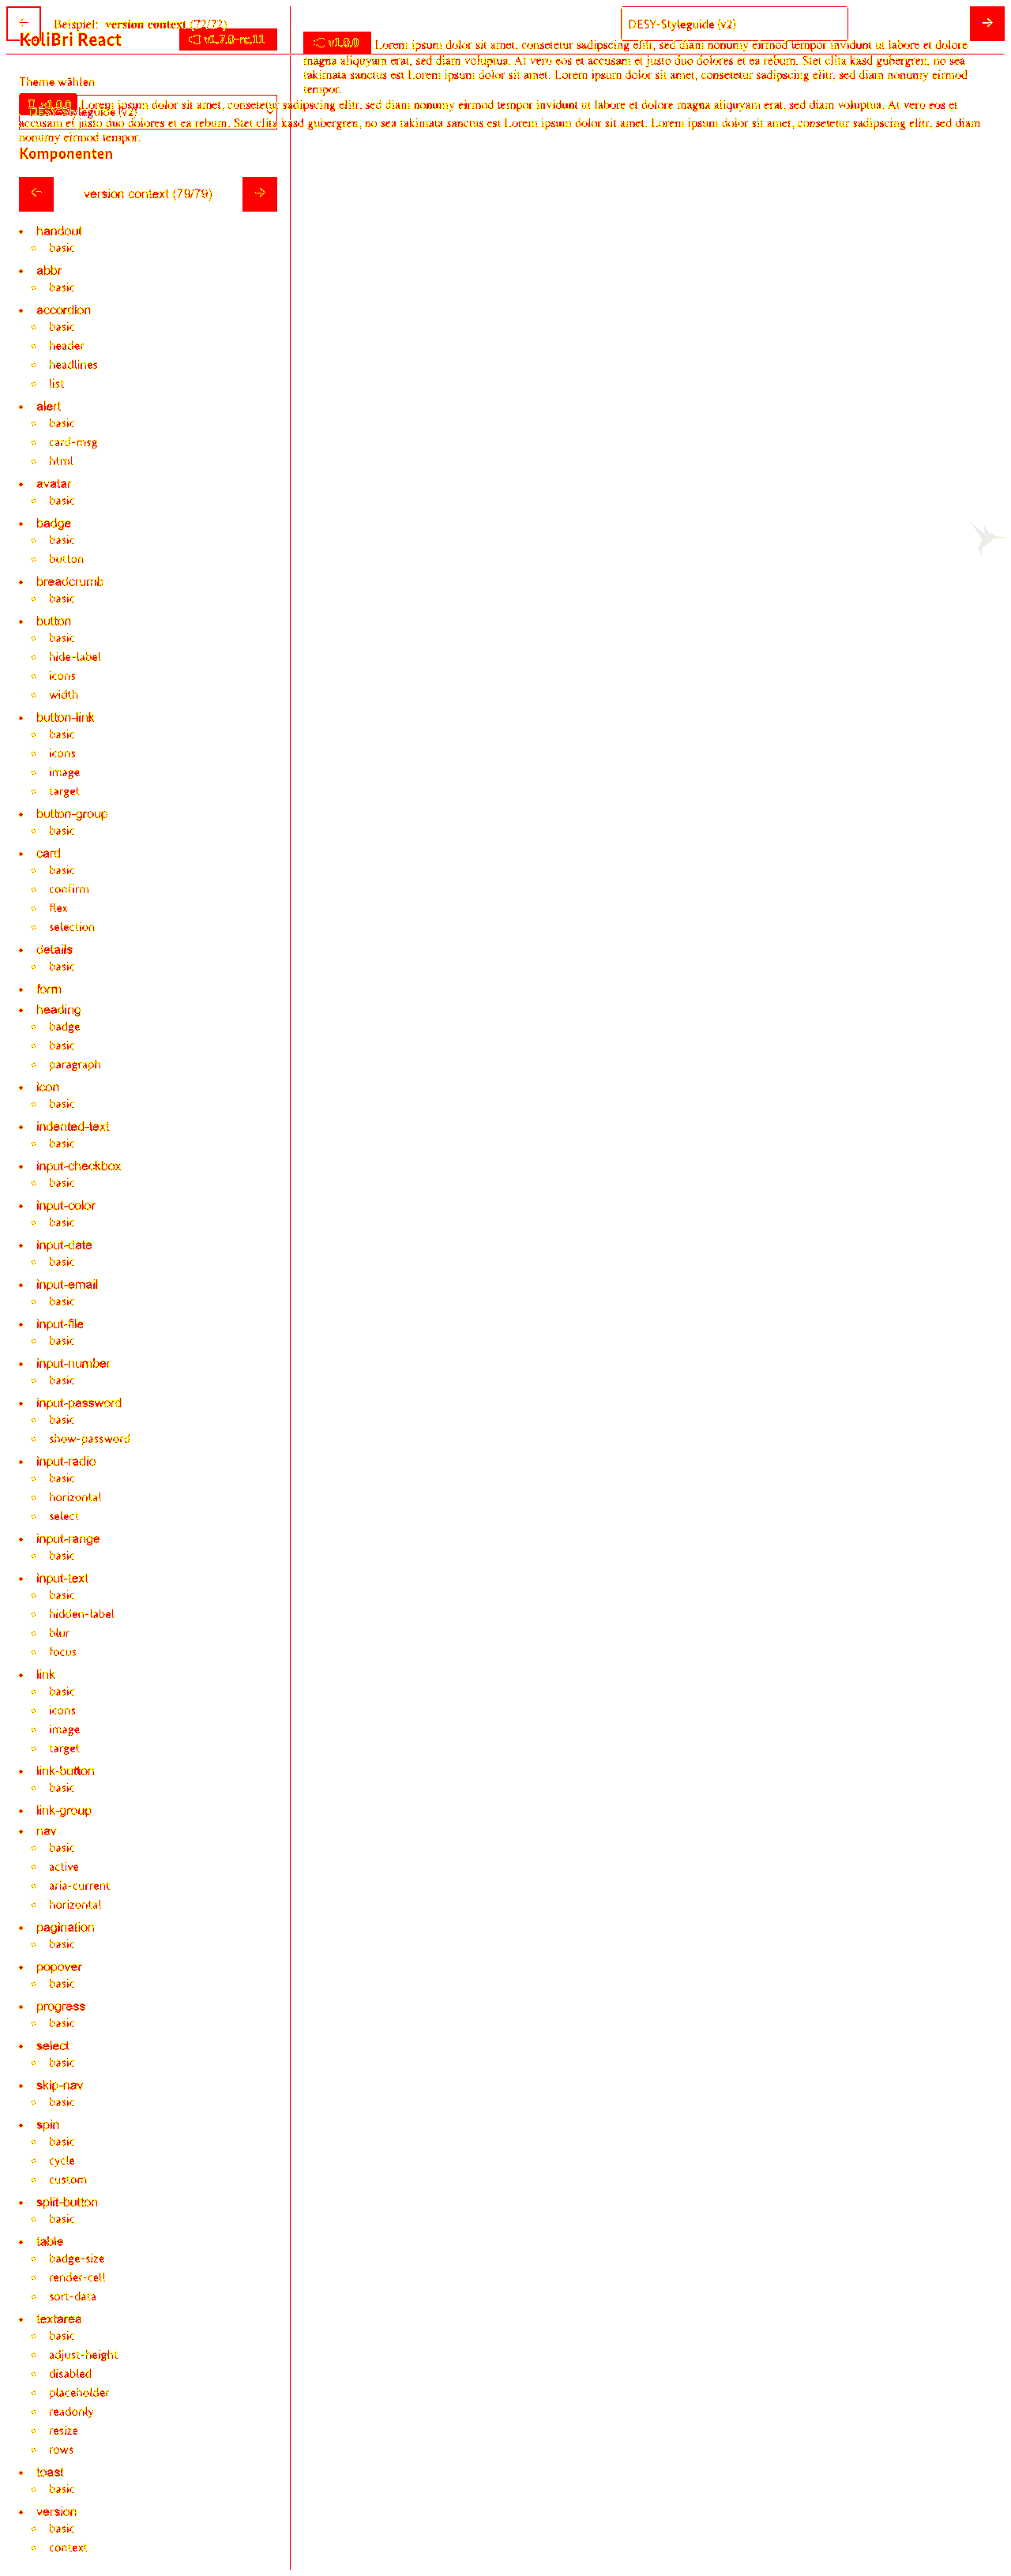 Beispiel: version context (72/72)
DESY-Styleguide (v2)
KoliBri React
v1.7.0-rc.11
v1.0.0 Lorem ipsum dolor sit amet, consetetur sadipscing elitr, sed diam nonumy eirmod tempor invidunt ut labore et dolore
magna aliquyam erat, sed diam voluptua. At vero eos et accusam et justo duo dolores et ea rebum. Stet clita kasd gubergren, no sea
takimata sanctus est Lorem ipsum dolor sit amet. Lorem ipsum dolor sit amet, consetetur sadipscing elitr, sed diam nonumy eirmod
tempor.
Theme wählen
v1.0.0 Lorem ipsum dolor sit amet, consetetur sadipscing elitr, sed diam nonumy eirmod tempor invidunt ut labore et dolore magna aliquyam erat, sed diam voluptua. At vero eos et
DESY-Styleguide (v2)
accusam et justo duo dolores et ea rebum. Stet clita kasd gubergren, no sea takimata sanctus est Lorem ipsum dolor sit amet. Lorem ipsum dolor sit amet, consetetur sadipscing elitr, sed diam
nonumy eirmod tempor.
Komponenten
version context (79/79)
handout
basic
abbr
basic
accordion
basic
header
headlines
list
alert
basic
card-msg
html
avatar
basic
badge
basic
button
breadcrumb
basic
button
basic
hide-label
icons
width
button-link
basic
icons
image
target
button-group
basic
card
basic
confirm
flex
selection
details
basic
form
heading
badge
basic
paragraph
icon
basic
indented-text
basic
input-checkbox
basic
input-color
basic
input-date
basic
input-email
basic
input-file
basic
input-number
basic
input-password
basic
show-password
input-radio
basic
horizontal
select
input-range
basic
input-text
basic
hidden-label
blur
focus
link
basic
icons
image
target
link-button
basic
link-group
nav
basic
active
aria-current
horizontal
pagination
basic
popover
basic
progress
basic
select
basic
skip-nav
basic
spin
basic
cycle
custom
split-button
basic
table
badge-size
render-cell
sort-data
textarea
basic
adjust-height
disabled
placeholder
readonly
resize
rows
toast
basic
version
basic
context